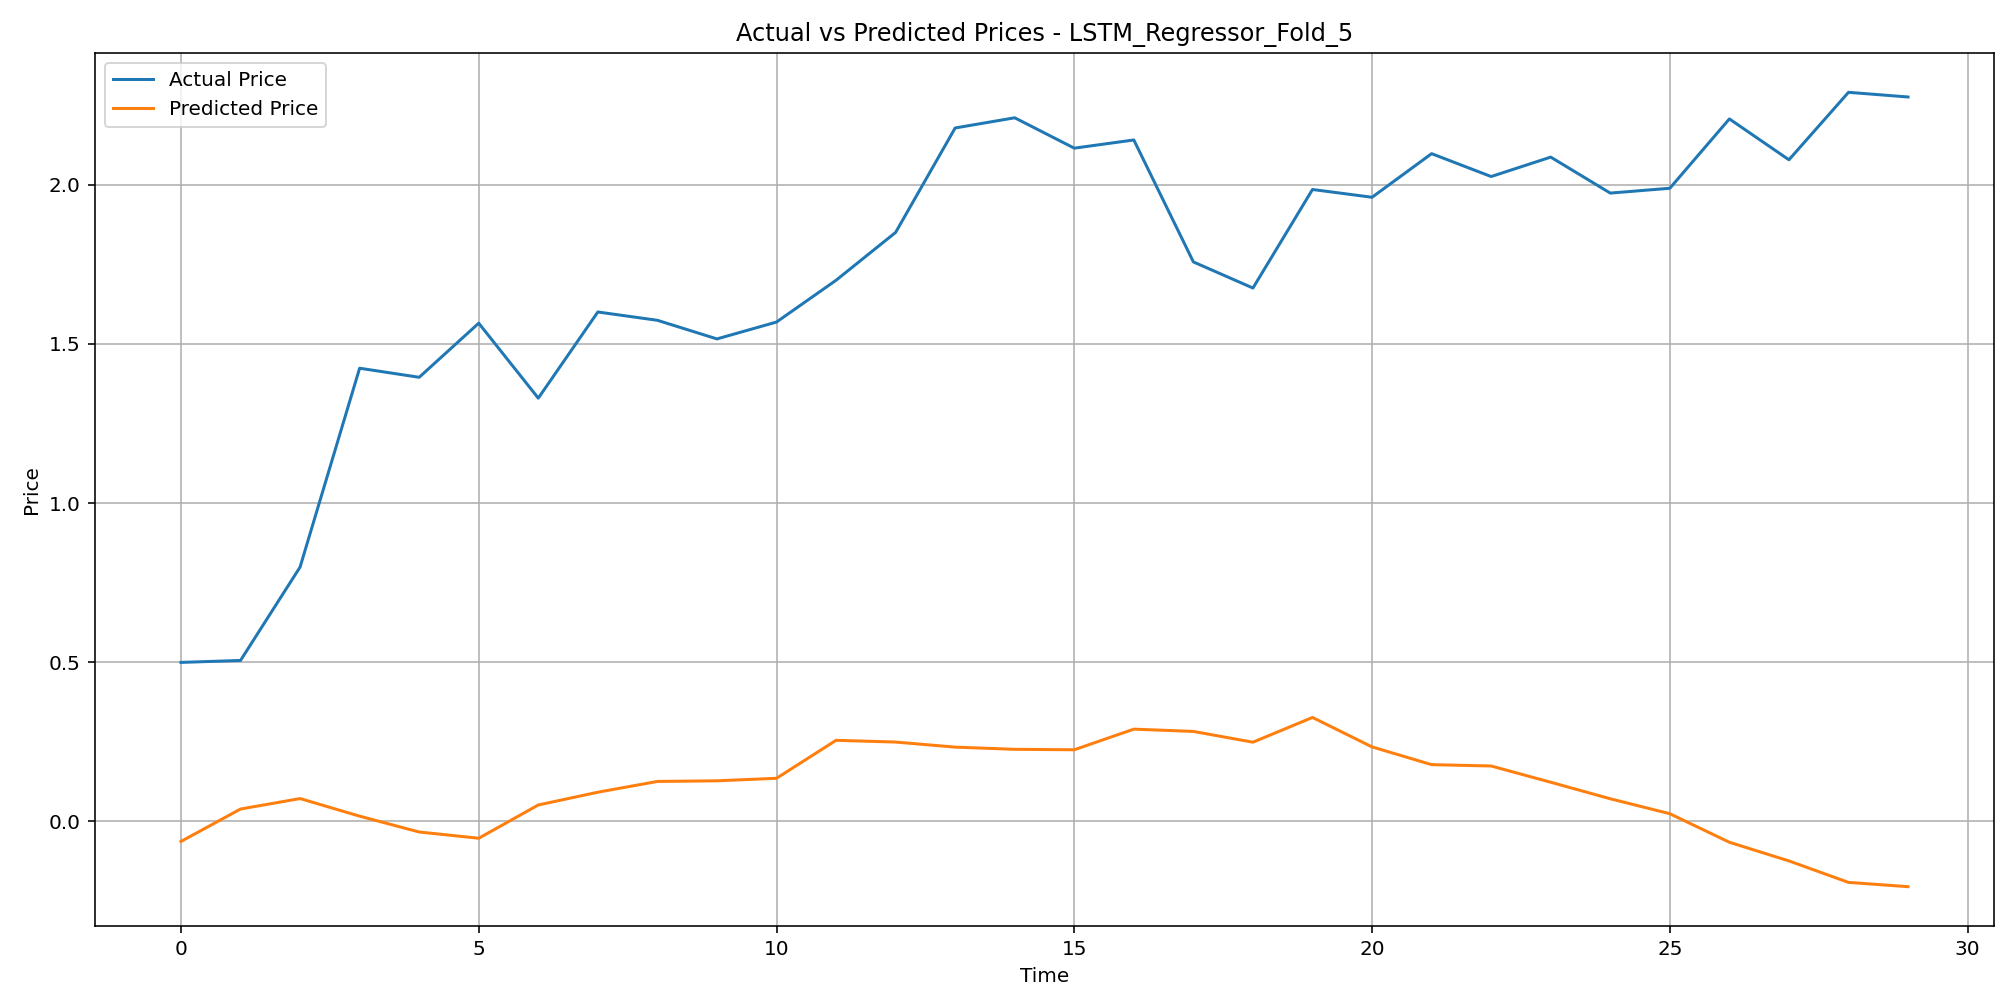 Actual vs Predicted Prices - LSTM_Regressor_Fold_5
Actual Price
Predicted Price
Price
2.0
1.5
1.0
0.5
0.0
0 5 10 15 20 25 30
Time